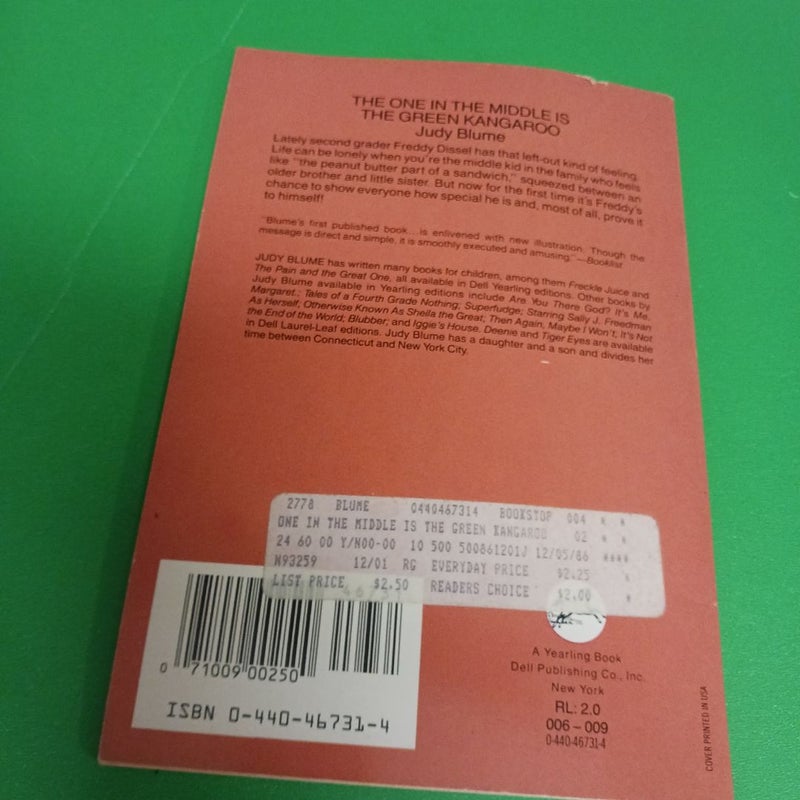 THE ONE IN THE MIDDLE IS
THE GREEN KANGAROO
Judy Blume
Lately second grader Freddy Dissel has that left-out kind of feeling.
Life can be lonely when you're the middle kid in the family who feels
like "the peanut butter part of a sandwich," squeezed between an
older brother and little sister. But now for the first time it's Freddy's
chance to show everyone how special he is and, most of all, prove it
to himself!
"Blume's first published book... is enlivened with new illustration. Though the
message is direct and simple, it is smoothly executed and amusing." —Booklist
JUDY BLUME has written many books for children, among them Freckle Juice and
The Pain and the Great One, all available in Dell Yearling editions. Other books by
Judy Blume available in Yearling editions include Are You There God? It's Me,
Margaret.; Tales of a Fourth Grade Nothing; Superfudge; Starring Sally J. Freedman
As Herself; Otherwise Known As Sheila the Great; Then Again, Maybe I Won't; It's Not
the End of the World; Blubber; and Iggie's House. Deenie and Tiger Eyes are available
in Dell Laurel-Leaf editions. Judy Blume has a daughter and a son and divides her
time between Connecticut and New York City.
2778 BLUME 0440467314 BOOKSTOP 004 * *
ONE IN THE MIDDLE IS THE GREEN KANGAROO 02 * *
24 60 00 Y/N00-00 10 500 500861201J 12/05/86 ****
N93259 12/01 RG EVERYDAY PRICE $2.25 *
LIST PRICE $2.50 READERS CHOICE $2.00 *
0 71009 00250
ISBN 0-440-46731-4
A Yearling Book
Dell Publishing Co., Inc.
New York
RL: 2.0
006–009
0-440-46731-4
COVER PRINTED IN USA